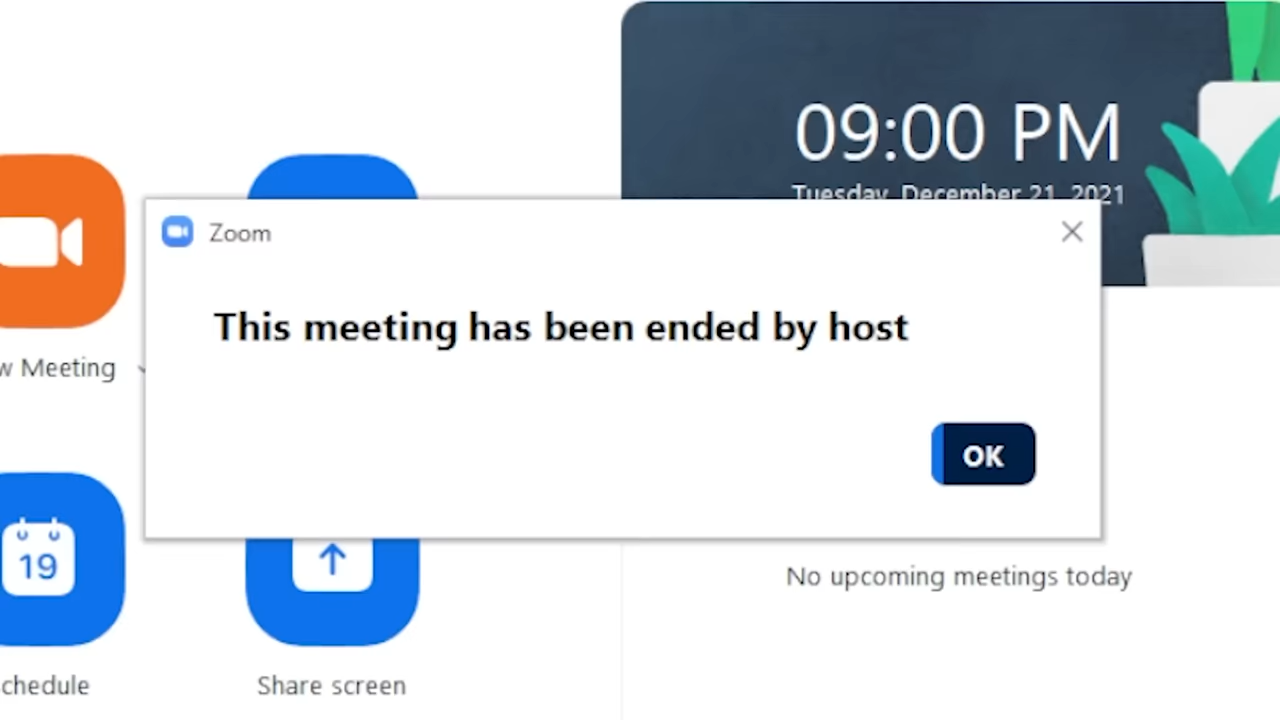 09:00 PM
Tuesday, December 21, 2021
Zoom
This meeting has been ended by host
w Meeting
OK
19
No upcoming meetings today
chedule
Share screen